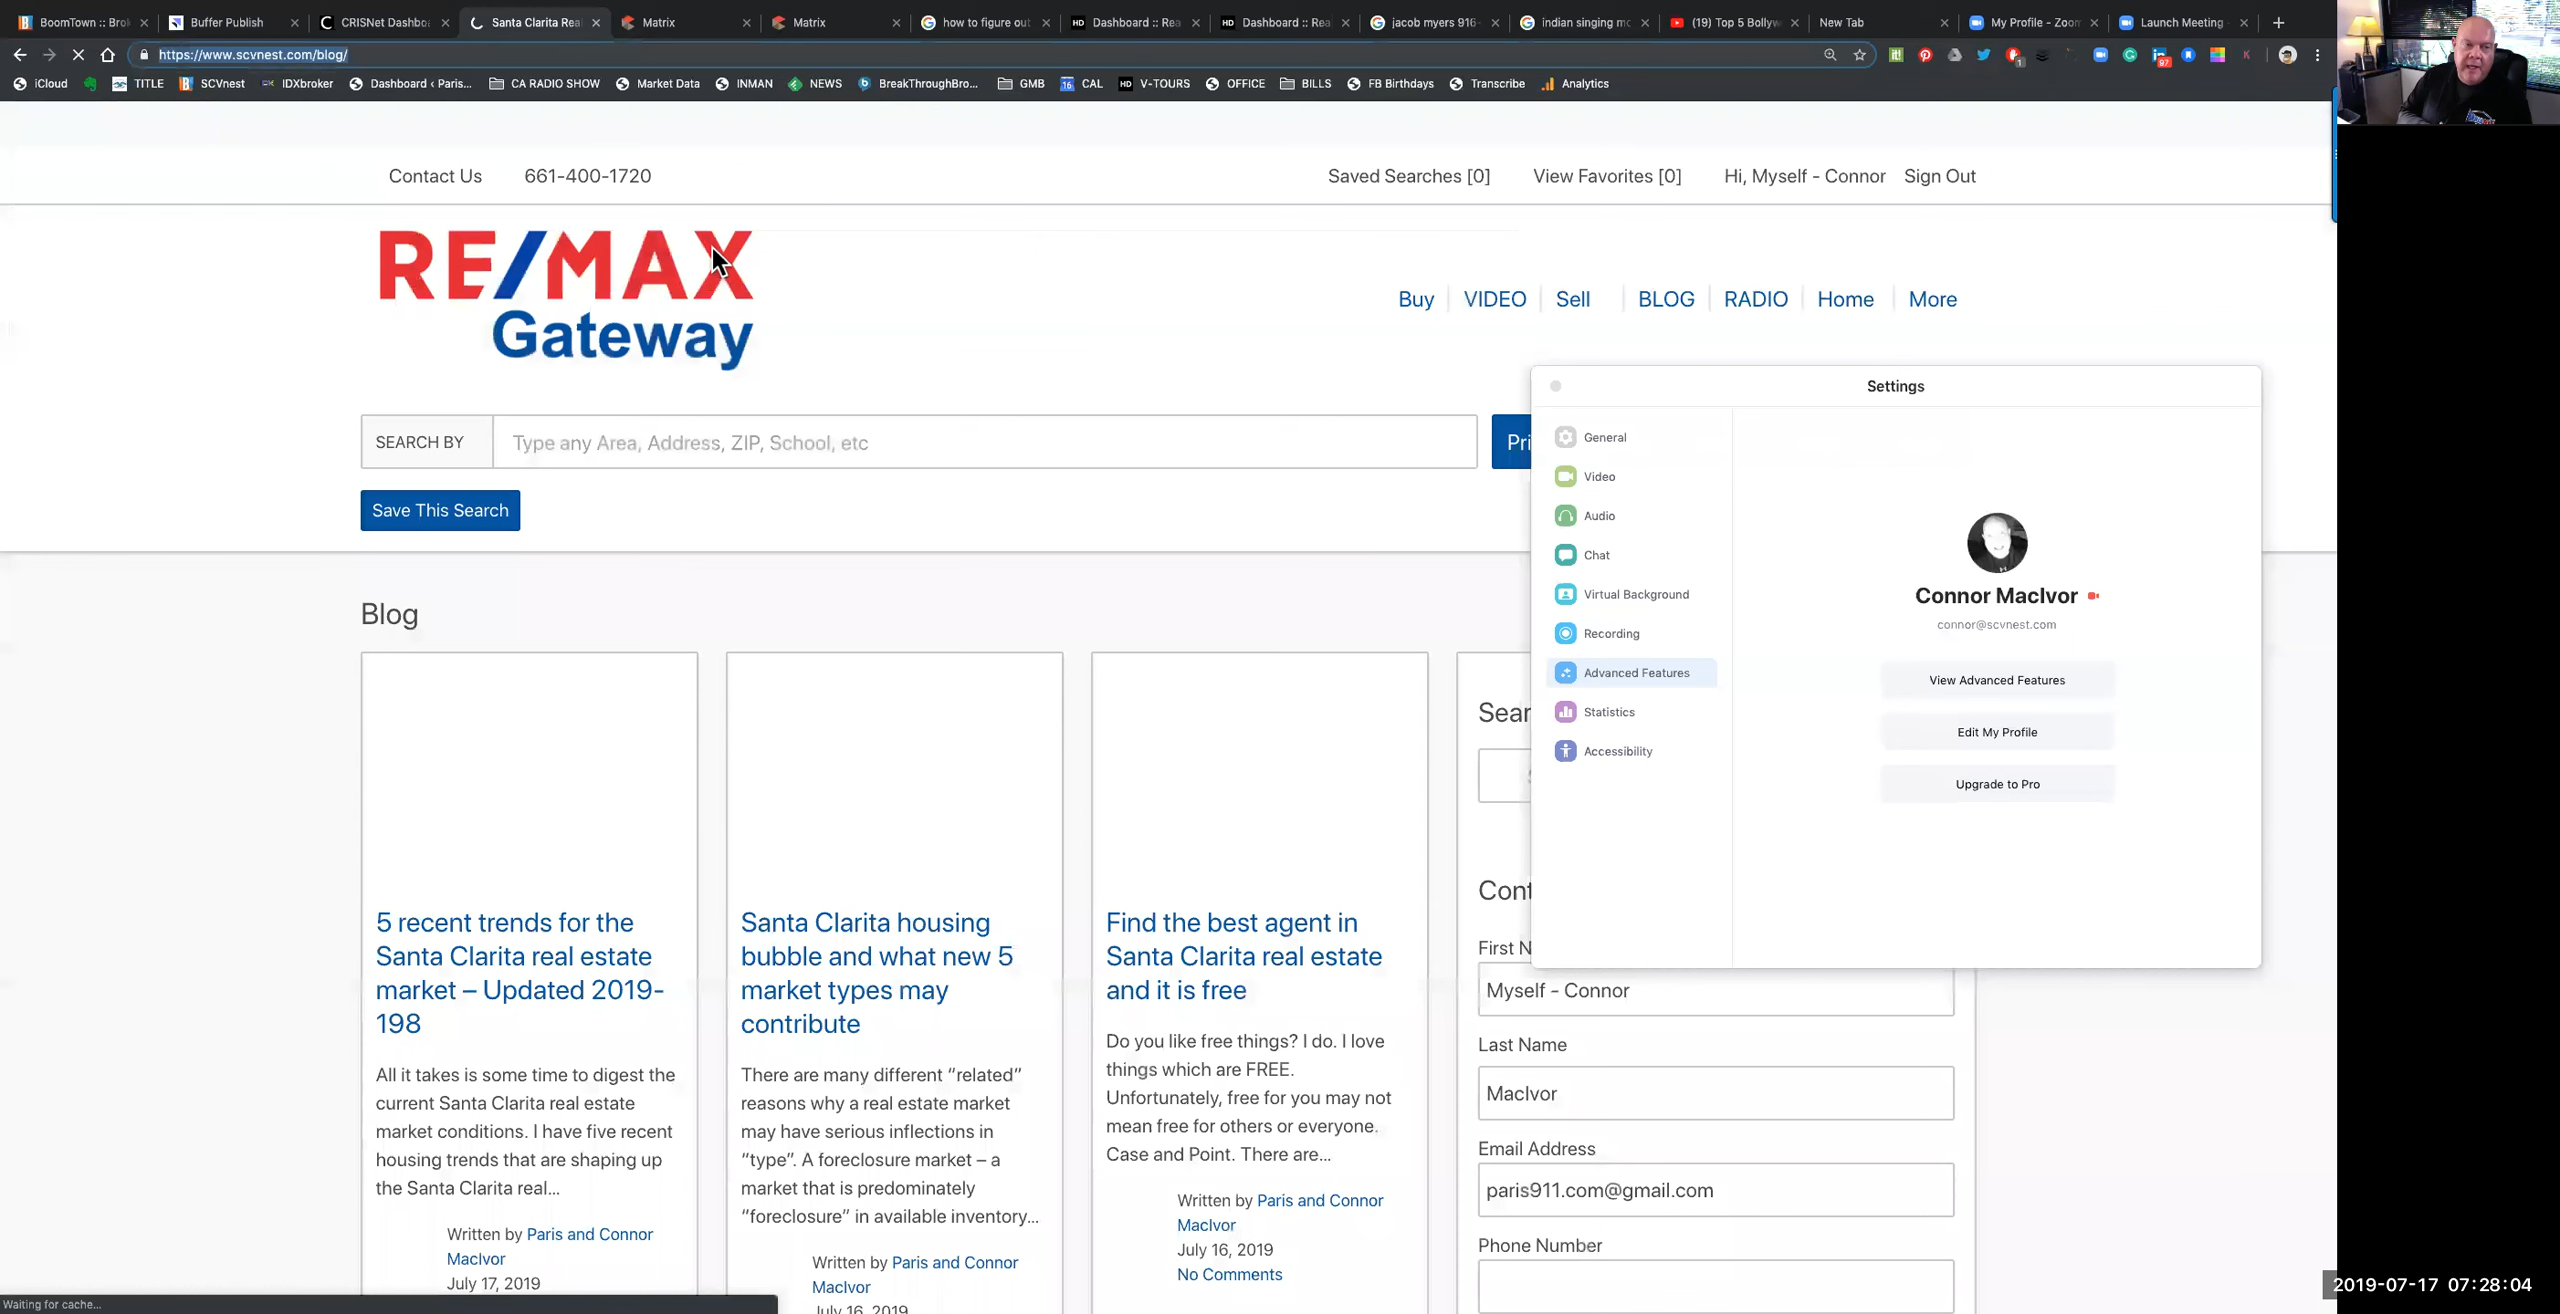 BoomTown :: Bro
Buffer Publish
CRISNet Dashbo
Santa Clarita Rea
Matrix
Matrix
how to figure out
Dashboard :: Rea
Dashboard :: Rea
jacob myers 916-
indian singing mo
(19) Top 5 Bollyw
New Tab
My Profile - Zoom
Launch Meeting
https://www.scvnest.com/blog/
iCloud
TITLE
SCVnest
IDXbroker
Dashboard ‹ Paris...
CA RADIO SHOW
Market Data
INMAN
NEWS
BreakThroughBro...
GMB
CAL
V-TOURS
OFFICE
BILLS
FB Birthdays
Transcribe
Analytics
Contact Us 661-400-1720
Saved Searches [0] View Favorites [0] Hi, Myself - Connor Sign Out
RE/MAX
Gateway
Buy VIDEO Sell BLOG RADIO Home More
SEARCH BY
Type any Area, Address, ZIP, School, etc
Pri
Save This Search
Settings
General
Video
Audio
Chat
Virtual Background
Recording
Advanced Features
Statistics
Accessibility
Connor MacIvor
connor@scvnest.com
View Advanced Features
Edit My Profile
Upgrade to Pro
Blog
5 recent trends for the
Santa Clarita real estate
market – Updated 2019-
198
All it takes is some time to digest the
current Santa Clarita real estate
market conditions. I have five recent
housing trends that are shaping up
the Santa Clarita real...
Written by Paris and Connor
MacIvor
July 17, 2019
Santa Clarita housing
bubble and what new 5
market types may
contribute
There are many different “related”
reasons why a real estate market
may have serious inflections in
“type”. A foreclosure market – a
market that is predominately
“foreclosure” in available inventory...
Written by Paris and Connor
MacIvor
July 16, 2019
Find the best agent in
Santa Clarita real estate
and it is free
Do you like free things? I do. I love
things which are FREE.
Unfortunately, free for you may not
mean free for others or everyone.
Case and Point. There are...
Written by Paris and Connor
MacIvor
July 16, 2019
No Comments
Sear
Cont
First N
Myself - Connor
Last Name
MacIvor
Email Address
paris911.com@gmail.com
Phone Number
Waiting for cache...
2019-07-17 07:28:04